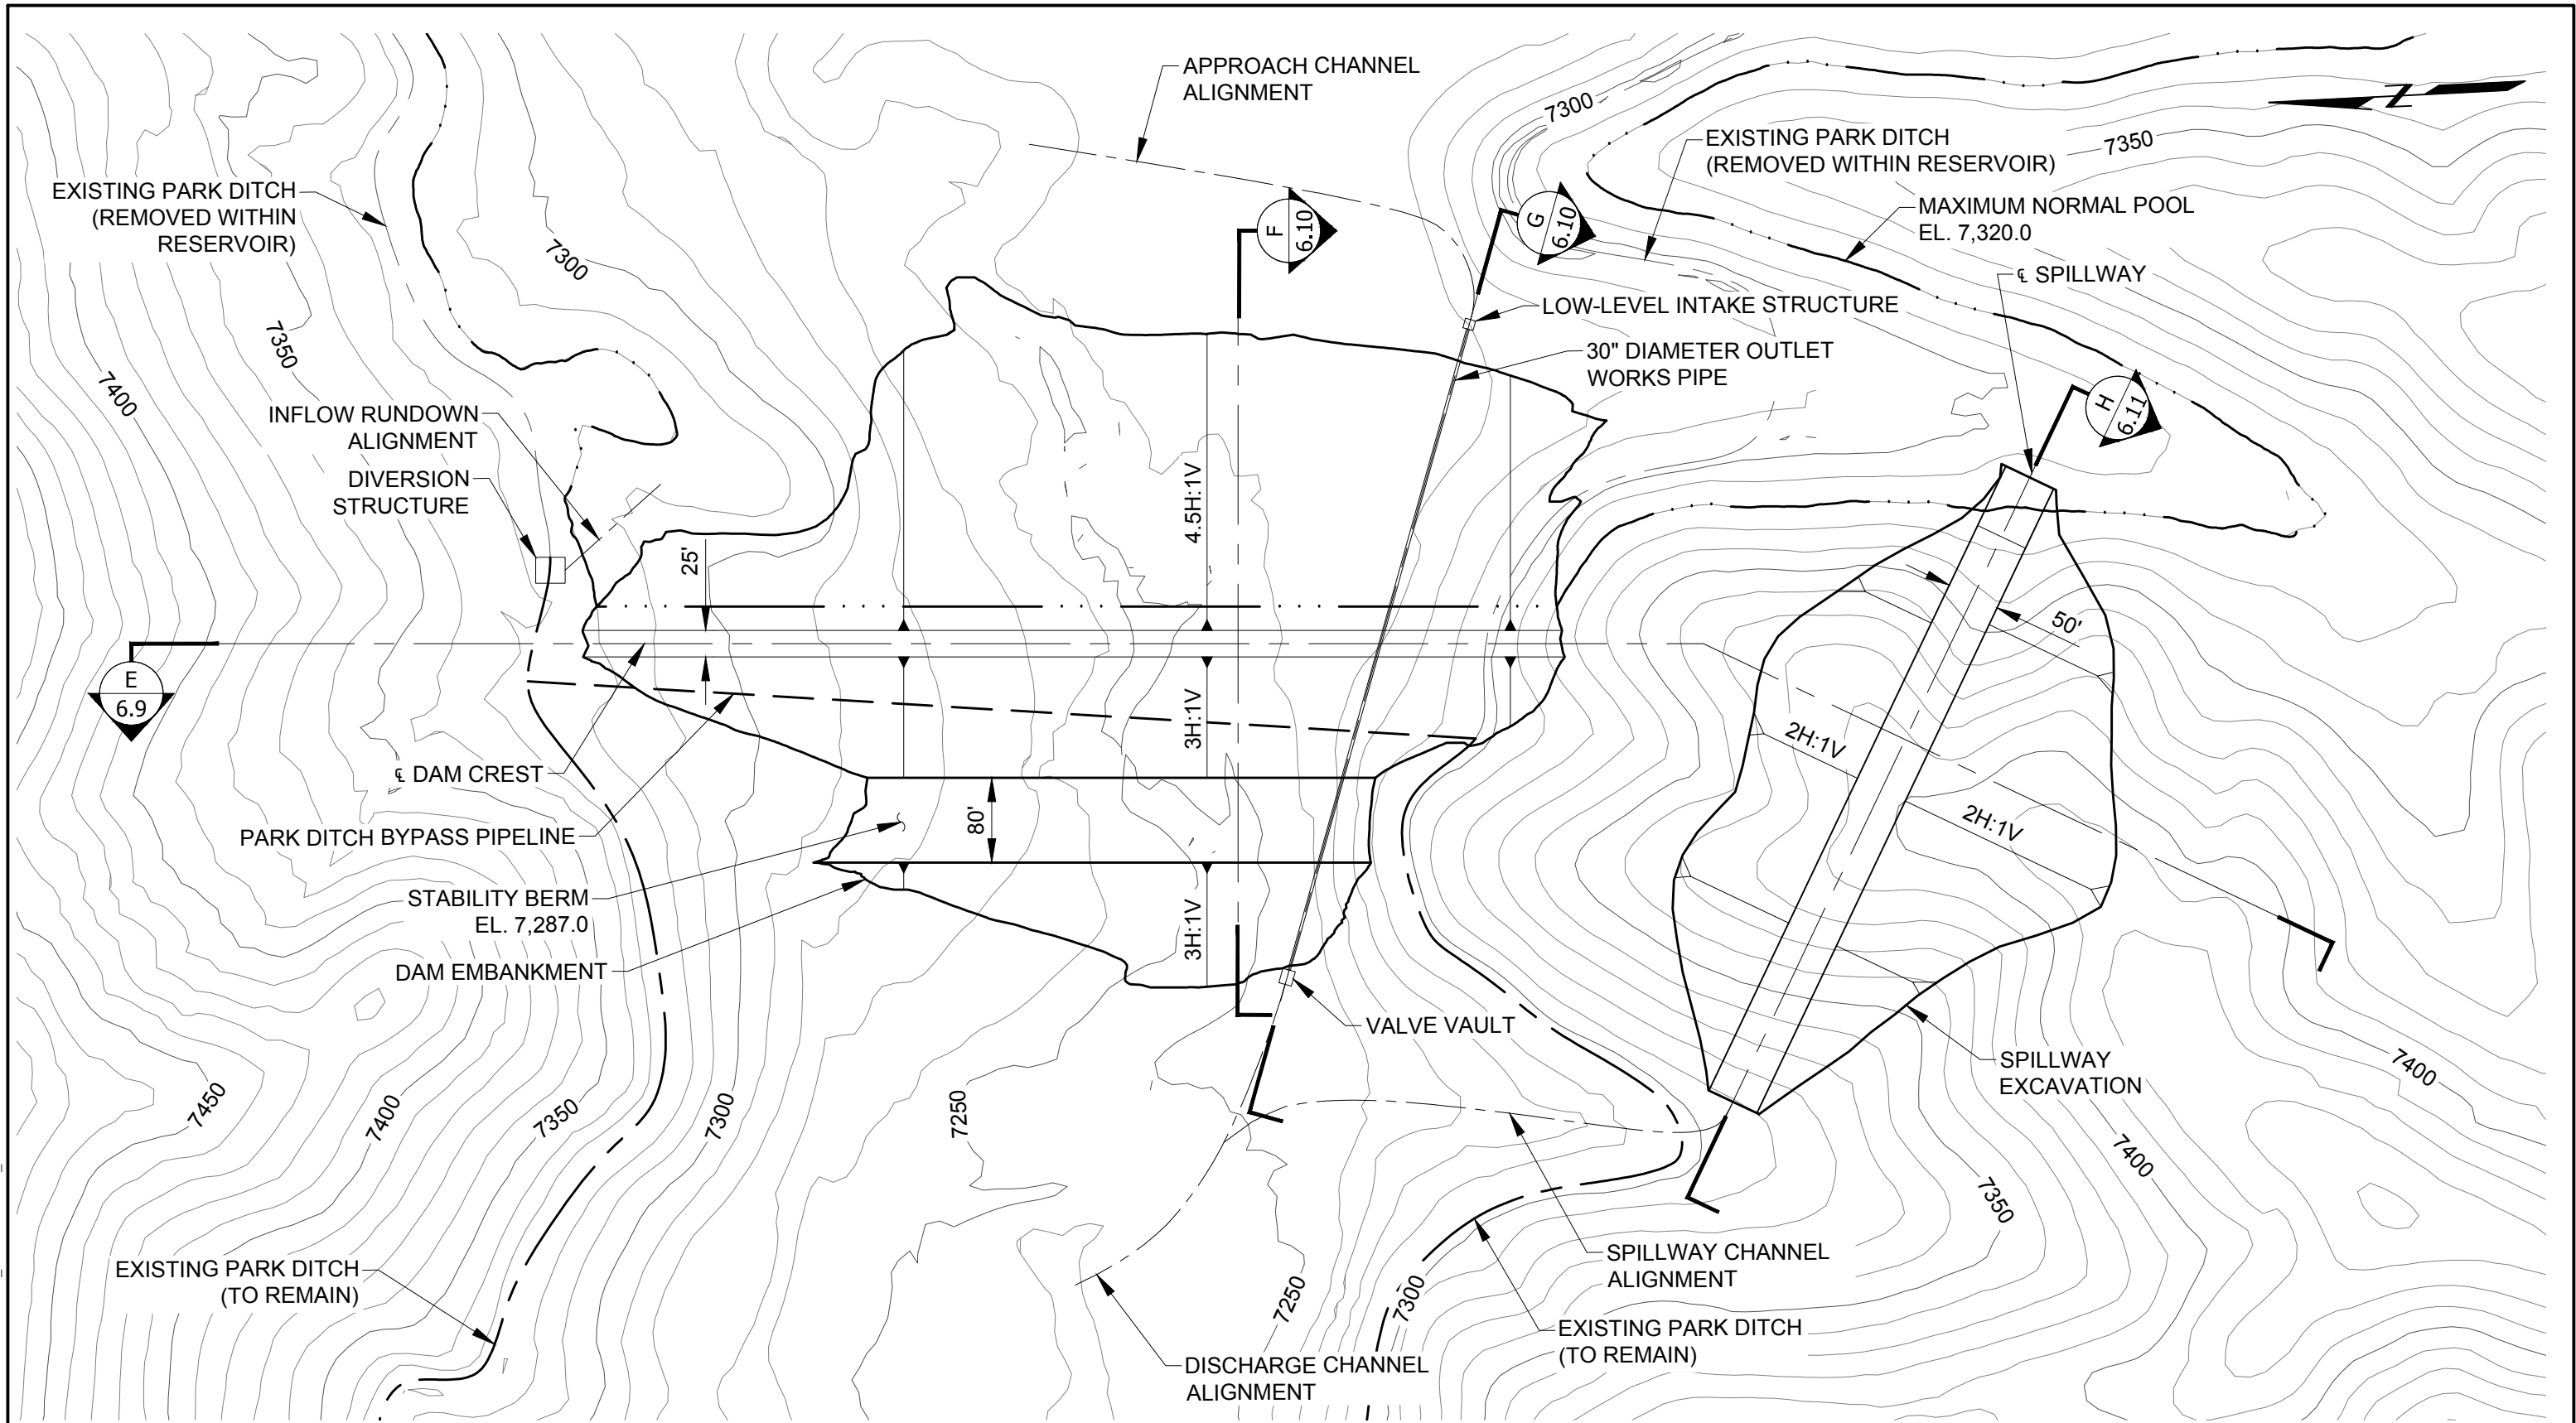 APPROACH CHANNEL
ALIGNMENT
7300
EXISTING PARK DITCH
(REMOVED WITHIN RESERVOIR)
7350
N
EXISTING PARK DITCH
(REMOVED WITHIN
RESERVOIR)
7300
F
6.10
G
6.10
MAXIMUM NORMAL POOL
EL. 7,320.0
℄ SPILLWAY
LOW-LEVEL INTAKE STRUCTURE
30" DIAMETER OUTLET
WORKS PIPE
7350
7400
INFLOW RUNDOWN
ALIGNMENT
DIVERSION
STRUCTURE
H
6.11
4.5H:1V
25'
50'
E
6.9
3H:1V
2H:1V
2H:1V
℄ DAM CREST
PARK DITCH BYPASS PIPELINE
80'
STABILITY BERM
EL. 7,287.0
3H:1V
DAM EMBANKMENT
VALVE VAULT
SPILLWAY
EXCAVATION
7400
7450
7400
7350
7300
7250
7400
7350
EXISTING PARK DITCH
(TO REMAIN)
7250
7300
SPILLWAY CHANNEL
ALIGNMENT
EXISTING PARK DITCH
(TO REMAIN)
DISCHARGE CHANNEL
ALIGNMENT